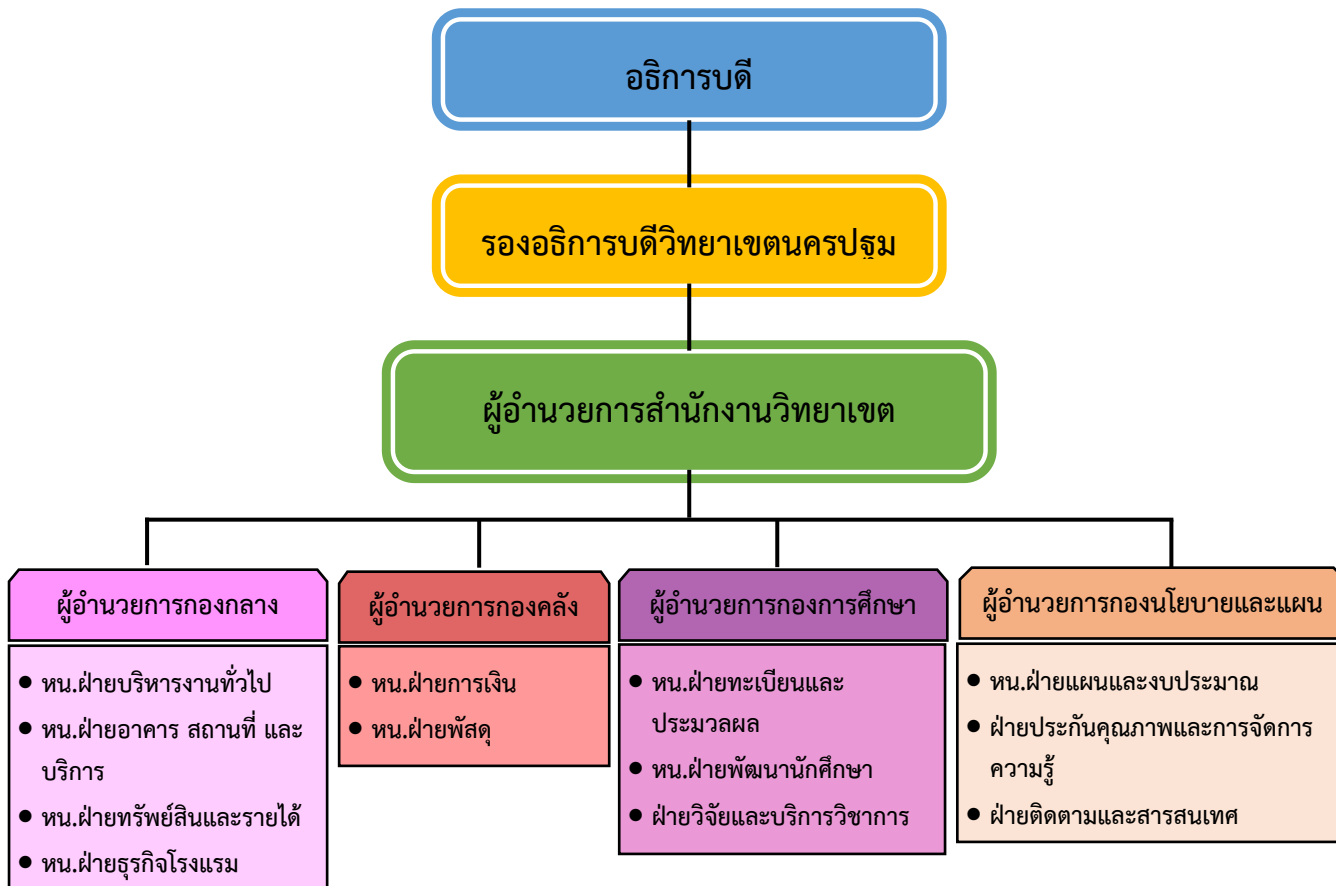 อธิการบดี
รองอธิการบดีวิทยาเขตนครปฐม
ผู้อำนวยการสำนักงานวิทยาเขต
ผู้อำนวยการกองกลาง
● หน.ฝ่ายบริหารงานทั่วไป
● หน.ฝ่ายอาคาร สถานที่ และ
บริการ
● หน.ฝ่ายทรัพย์สินและรายได้
● หน.ฝ่ายธุรกิจโรงแรม
ผู้อำนวยการกองคลัง
● หน.ฝ่ายการเงิน
● หน.ฝ่ายพัสดุ
ผู้อำนวยการกองการศึกษา
● หน.ฝ่ายทะเบียนและ
ประมวลผล
● หน.ฝ่ายพัฒนานักศึกษา
● ฝ่ายวิจัยและบริการวิชาการ
ผู้อำนวยการกองนโยบายและแผน
● หน.ฝ่ายแผนและงบประมาณ
● ฝ่ายประกันคุณภาพและการจัดการ
ความรู้
● ฝ่ายติดตามและสารสนเทศ